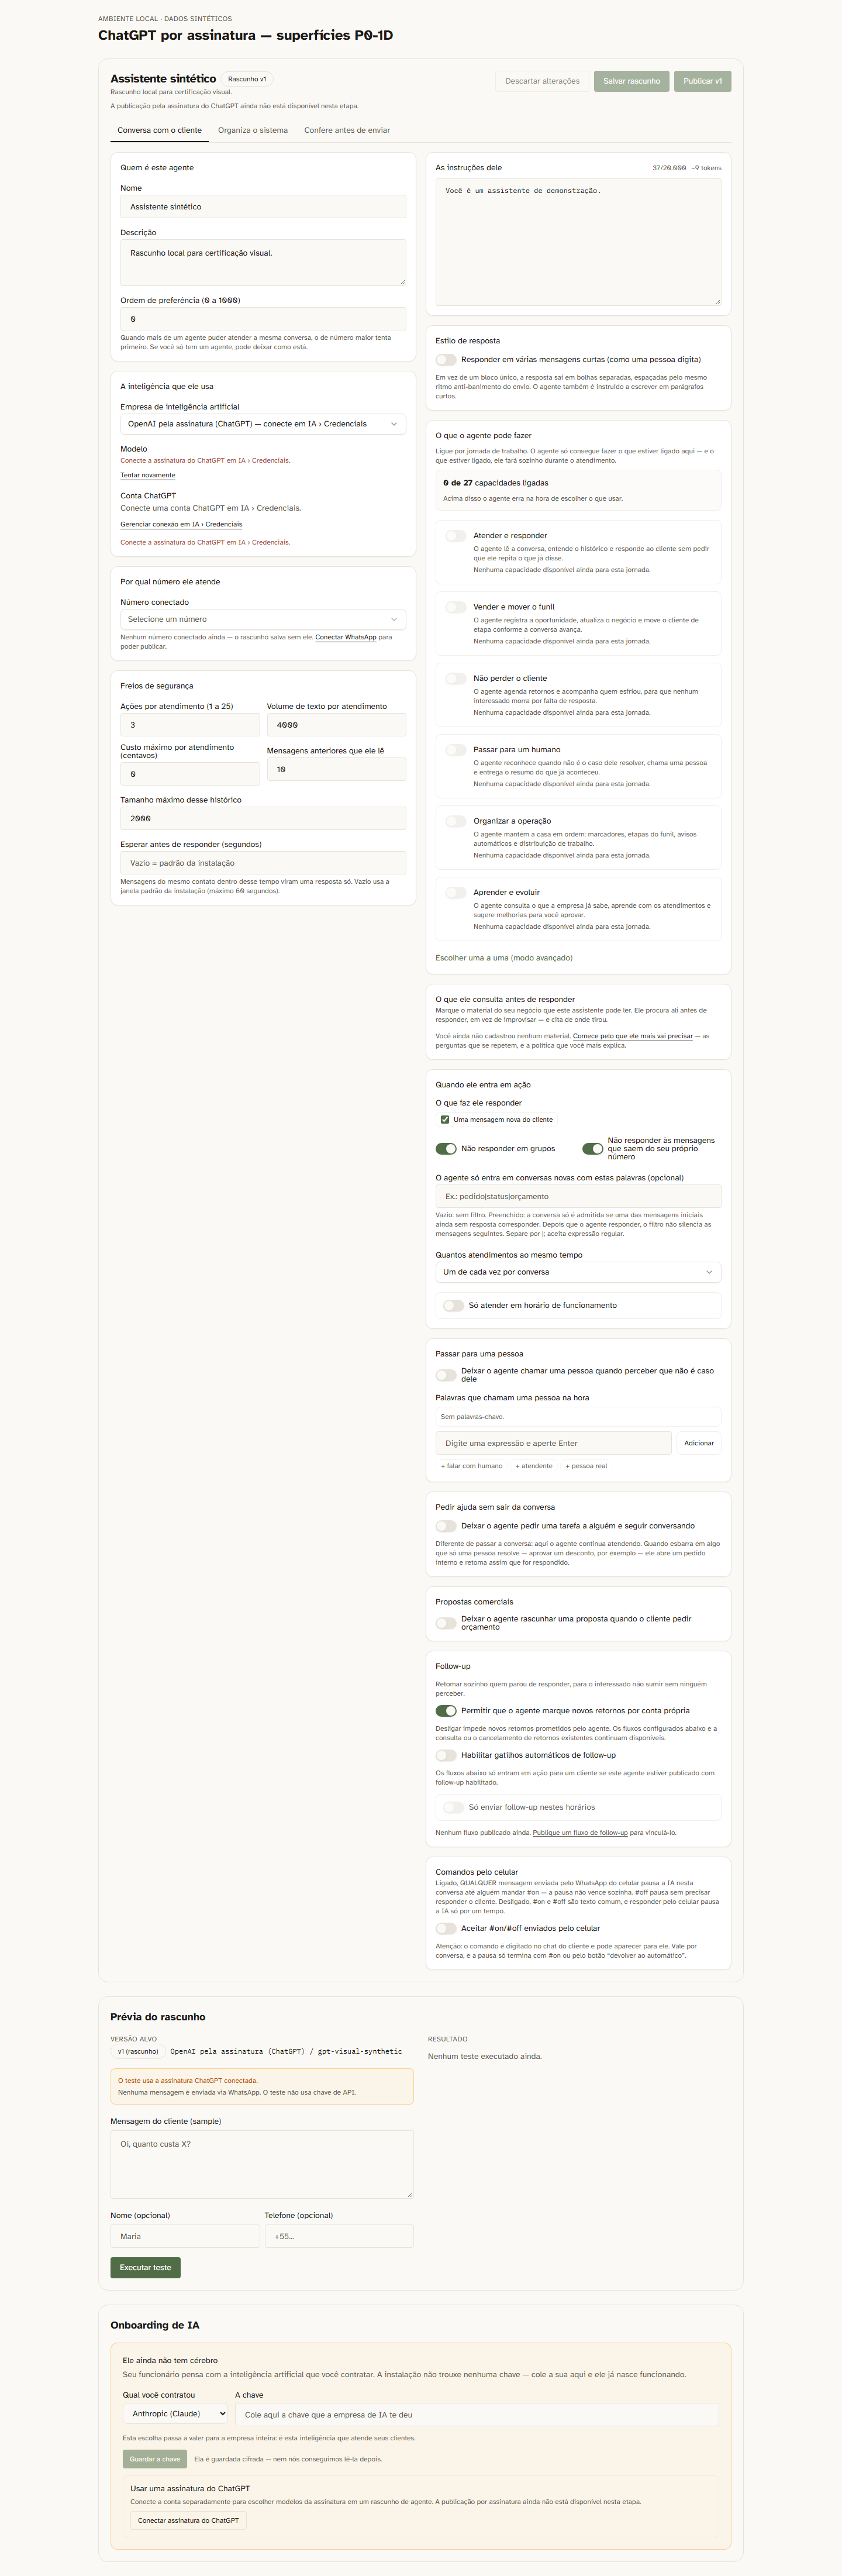 AMBIENTE LOCAL · DADOS SINTÉTICOS
ChatGPT por assinatura — superfícies P0-1D
Assistente sintético
Rascunho v1
Descartar alterações
Salvar rascunho
Publicar v1
Rascunho local para certificação visual.
A publicação pela assinatura do ChatGPT ainda não está disponível nesta etapa.
Conversa com o cliente
Organiza o sistema
Confere antes de enviar
Quem é este agente
Nome
Assistente sintético
Descrição
Rascunho local para certificação visual.
Ordem de preferência (0 a 1000)
0
Quando mais de um agente puder atender a mesma conversa, o de número maior tenta
primeiro. Se você só tem um agente, pode deixar como está.
A inteligência que ele usa
Empresa de inteligência artificial
OpenAI pela assinatura (ChatGPT) — conecte em IA › Credenciais
Modelo
Conecte a assinatura do ChatGPT em IA › Credenciais.
Tentar novamente
Conta ChatGPT
Conecte uma conta ChatGPT em IA › Credenciais.
Gerenciar conexão em IA › Credenciais
Conecte a assinatura do ChatGPT em IA › Credenciais.
Por qual número ele atende
Número conectado
Selecione um número
Nenhum número conectado ainda — o rascunho salva sem ele. Conectar WhatsApp para
poder publicar.
Freios de segurança
Ações por atendimento (1 a 25)
Volume de texto por atendimento
3
4000
Custo máximo por atendimento
(centavos)
Mensagens anteriores que ele lê
0
10
Tamanho máximo desse histórico
2000
Esperar antes de responder (segundos)
Vazio = padrão da instalação
Mensagens do mesmo contato dentro desse tempo viram uma resposta só. Vazio usa a
janela padrão da instalação (máximo 60 segundos).
As instruções dele
37/20.000 ~9 tokens
Você é um assistente de demonstração.
Estilo de resposta
Responder em várias mensagens curtas (como uma pessoa digita)
Em vez de um bloco único, a resposta sai em bolhas separadas, espaçadas pelo mesmo
ritmo anti-banimento do envio. O agente também é instruído a escrever em parágrafos
curtos.
O que o agente pode fazer
Ligue por jornada de trabalho. O agente só consegue fazer o que estiver ligado aqui — e o
que estiver ligado, ele fará sozinho durante o atendimento.
0 de 27 capacidades ligadas
Acima disso o agente erra na hora de escolher o que usar.
Atender e responder
O agente lê a conversa, entende o histórico e responde ao cliente sem pedir
que ele repita o que já disse.
Nenhuma capacidade disponível ainda para esta jornada.
Vender e mover o funil
O agente registra a oportunidade, atualiza o negócio e move o cliente de
etapa conforme a conversa avança.
Nenhuma capacidade disponível ainda para esta jornada.
Não perder o cliente
O agente agenda retornos e acompanha quem esfriou, para que nenhum
interessado morra por falta de resposta.
Nenhuma capacidade disponível ainda para esta jornada.
Passar para um humano
O agente reconhece quando não é o caso dele resolver, chama uma pessoa
e entrega o resumo do que já aconteceu.
Nenhuma capacidade disponível ainda para esta jornada.
Organizar a operação
O agente mantém a casa em ordem: marcadores, etapas do funil, avisos
automáticos e distribuição de trabalho.
Nenhuma capacidade disponível ainda para esta jornada.
Aprender e evoluir
O agente consulta o que a empresa já sabe, aprende com os atendimentos e
sugere melhorias para você aprovar.
Nenhuma capacidade disponível ainda para esta jornada.
Escolher uma a uma (modo avançado)
O que ele consulta antes de responder
Marque o material do seu negócio que este assistente pode ler. Ele procura ali antes de
responder, em vez de improvisar — e cita de onde tirou.
Você ainda não cadastrou nenhum material. Comece pelo que ele mais vai precisar — as
perguntas que se repetem, e a política que você mais explica.
Quando ele entra em ação
O que faz ele responder
Uma mensagem nova do cliente
Não responder em grupos
Não responder às mensagens
que saem do seu próprio
número
O agente só entra em conversas novas com estas palavras (opcional)
Ex.: pedido|status|orçamento
Vazio: sem filtro. Preenchido: a conversa só é admitida se uma das mensagens iniciais
ainda sem resposta corresponder. Depois que o agente responder, o filtro não silencia as
mensagens seguintes. Separe por |; aceita expressão regular.
Quantos atendimentos ao mesmo tempo
Um de cada vez por conversa
Só atender em horário de funcionamento
Passar para uma pessoa
Deixar o agente chamar uma pessoa quando perceber que não é caso
dele
Palavras que chamam uma pessoa na hora
Sem palavras-chave.
Digite uma expressão e aperte Enter
Adicionar
+ falar com humano
+ atendente
+ pessoa real
Pedir ajuda sem sair da conversa
Deixar o agente pedir uma tarefa a alguém e seguir conversando
Diferente de passar a conversa: aqui o agente continua atendendo. Quando esbarra em algo
que só uma pessoa resolve — aprovar um desconto, por exemplo — ele abre um pedido
interno e retoma assim que for respondido.
Propostas comerciais
Deixar o agente rascunhar uma proposta quando o cliente pedir
orçamento
Follow-up
Retomar sozinho quem parou de responder, para o interessado não sumir sem ninguém
perceber.
Permitir que o agente marque novos retornos por conta própria
Desligar impede novos retornos prometidos pelo agente. Os fluxos configurados abaixo e a
consulta ou o cancelamento de retornos existentes continuam disponíveis.
Habilitar gatilhos automáticos de follow-up
Os fluxos abaixo só entram em ação para um cliente se este agente estiver publicado com
follow-up habilitado.
Só enviar follow-up nestes horários
Nenhum fluxo publicado ainda. Publique um fluxo de follow-up para vinculá-lo.
Comandos pelo celular
Ligado, QUALQUER mensagem enviada pelo WhatsApp do celular pausa a IA nesta
conversa até alguém mandar #on — a pausa não vence sozinha. #off pausa sem precisar
responder o cliente. Desligado, #on e #off são texto comum, e responder pelo celular pausa
a IA só por um tempo.
Aceitar #on/#off enviados pelo celular
Atenção: o comando é digitado no chat do cliente e pode aparecer para ele. Vale por
conversa, e a pausa só termina com #on ou pelo botão "devolver ao automático".
Prévia do rascunho
VERSÃO ALVO
v1 (rascunho)
OpenAI pela assinatura (ChatGPT) / gpt-visual-synthetic
O teste usa a assinatura ChatGPT conectada.
Nenhuma mensagem é enviada via WhatsApp. O teste não usa chave de API.
Mensagem do cliente (sample)
Oi, quanto custa X?
Nome (opcional)
Telefone (opcional)
Maria
+55...
Executar teste
RESULTADO
Nenhum teste executado ainda.
Onboarding de IA
Ele ainda não tem cérebro
Seu funcionário pensa com a inteligência artificial que você contratar. A instalação não trouxe nenhuma chave — cole a sua aqui e ele já nasce funcionando.
Qual você contratou
A chave
Anthropic (Claude)
Cole aqui a chave que a empresa de IA te deu
Esta escolha passa a valer para a empresa inteira: é esta inteligência que atende seus clientes.
Guardar a chave
Ela é guardada cifrada — nem nós conseguimos lê-la depois.
Usar uma assinatura do ChatGPT
Conecte a conta separadamente para escolher modelos da assinatura em um rascunho de agente. A publicação por assinatura ainda não está disponível nesta etapa.
Conectar assinatura do ChatGPT